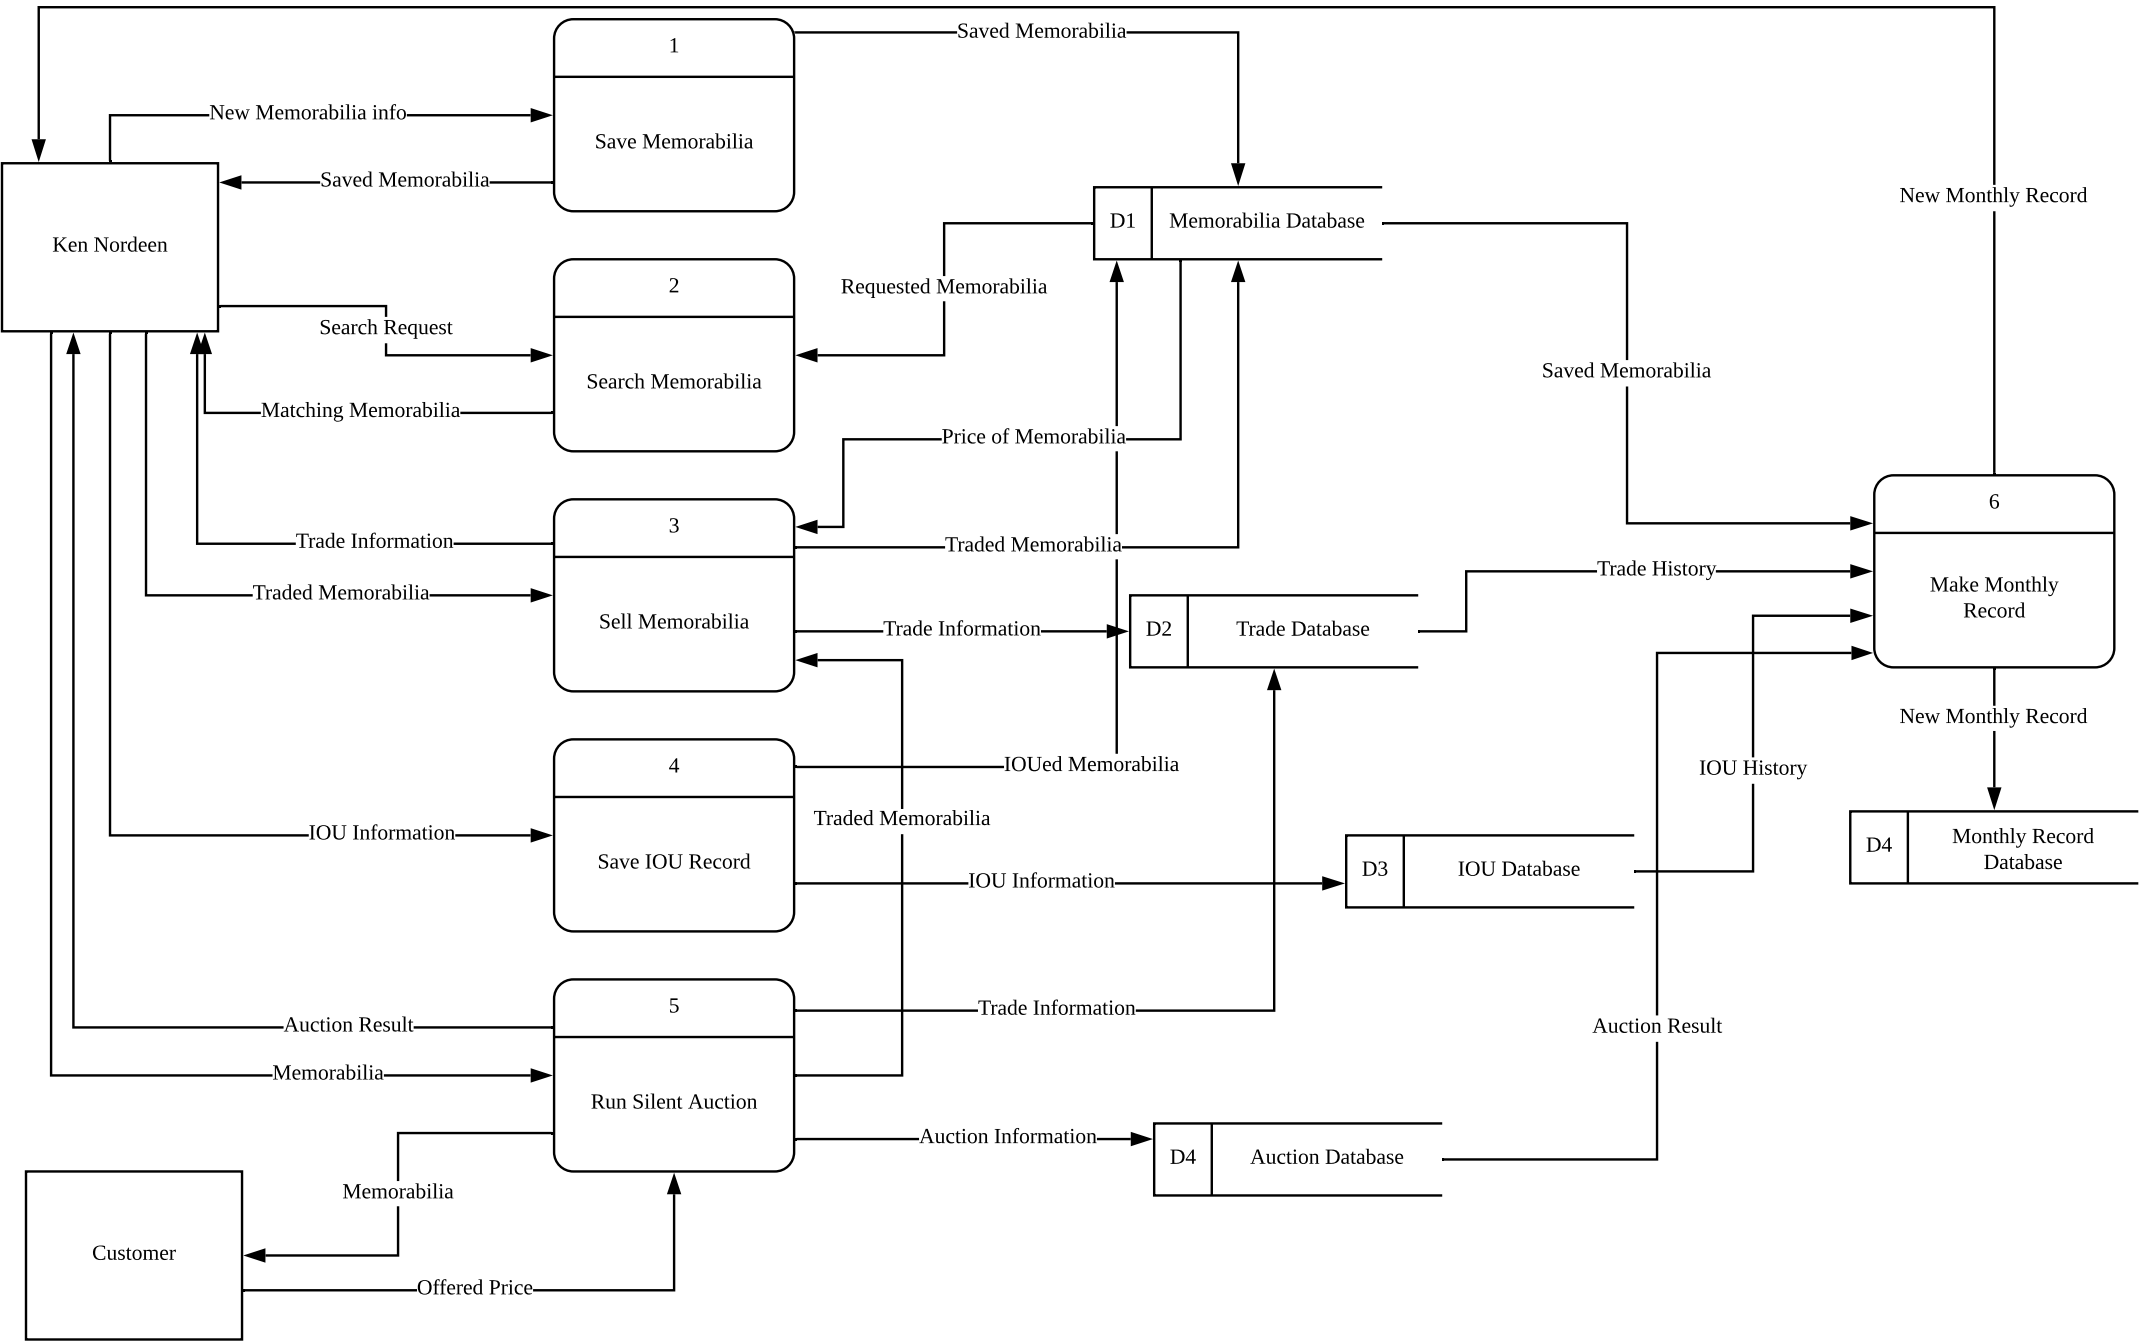 1
Saved Memorabilia
New Memorabilia info
Save Memorabilia
Saved Memorabilia
Ken Nordeen
D1
Memorabilia Database
New Monthly Record
2
Requested Memorabilia
Search Request
Search Memorabilia
Matching Memorabilia
Saved Memorabilia
Price of Memorabilia
3
Trade Information
Traded Memorabilia
Traded Memorabilia
Sell Memorabilia
Trade Information
D2
Trade Database
Trade History
6
Make Monthly
Record
New Monthly Record
4
IOUed Memorabilia
Traded Memorabilia
IOU Information
Save IOU Record
IOU Information
D3
IOU Database
IOU History
D4
Monthly Record
Database
5
Trade Information
Auction Result
Auction Result
Memorabilia
Run Silent Auction
Auction Information
D4
Auction Database
Memorabilia
Customer
Offered Price